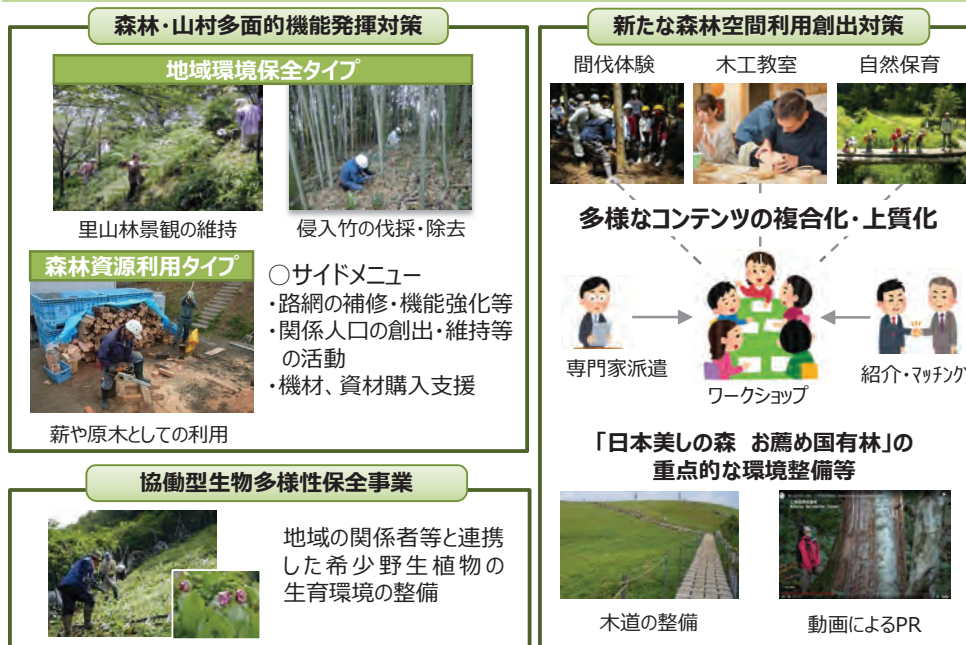 森林・山村多面的機能発揮対策
地域環境保全タイプ
里山林景観の維持
侵入竹の伐採・除去
森林資源利用タイプ
薪や原木としての利用
○サイドメニュー
・路網の補修・機能強化等
・関係人口の創出・維持等
の活動
・機材、資材購入支援
協働型生物多様性保全事業
地域の関係者等と連携
した希少野生植物の
生育環境の整備
新たな森林空間利用創出対策
間伐体験
木工教室
自然保育
多様なコンテンツの複合化・上質化
専門家派遣
ワークショップ
紹介・マッチング
「日本美しの森 お薦め国有林」の
重点的な環境整備等
木道の整備
動画によるPR